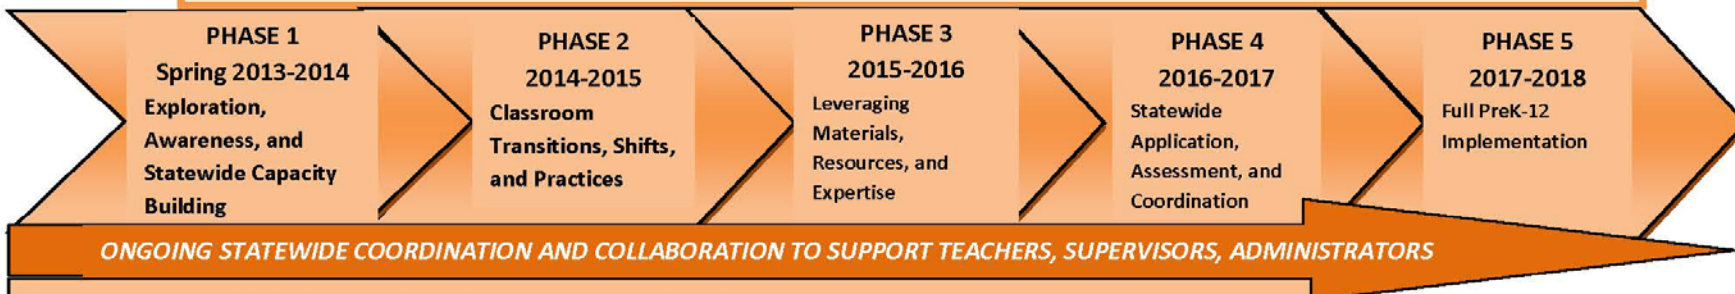 PHASE 1
Spring 2013-2014
Exploration,
Awareness, and
Statewide Capacity
Building
PHASE 2
2014-2015
Classroom
Transitions, Shifts,
and Practices
PHASE 3
2015-2016
Leveraging
Materials,
Resources, and
Expertise
PHASE 4
2016-2017
Statewide
Application,
Assessment, and
Coordination
PHASE 5
2017-2018
Full PreK-12
Implementation
ONGOING STATEWIDE COORDINATION AND COLLABORATION TO SUPPORT TEACHERS, SUPERVISORS, ADMINISTRATORS